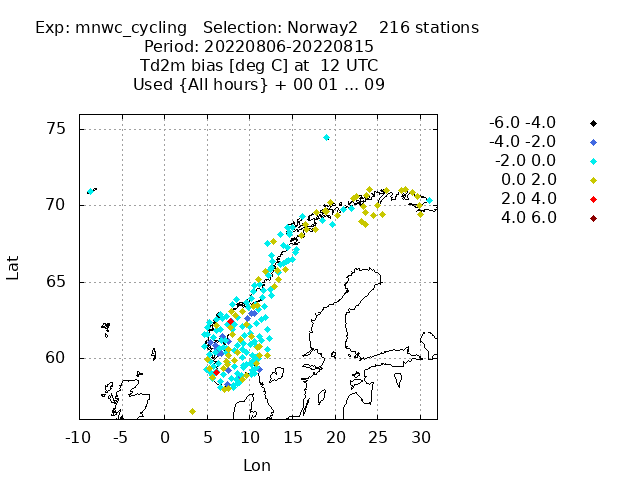 Exp: mnwc_cycling   Selection: Norway2    216 stations
Period: 20220806-20220815
Td2m bias [deg C] at  12 UTC
Used {All hours} + 00 01 ... 09
-6.0 -4.0
-4.0 -2.0
-2.0 0.0
0.0 2.0
2.0 4.0
4.0 6.0
75
70
65
60
Lat
-10 -5 0 5 10 15 20 25 30
Lon